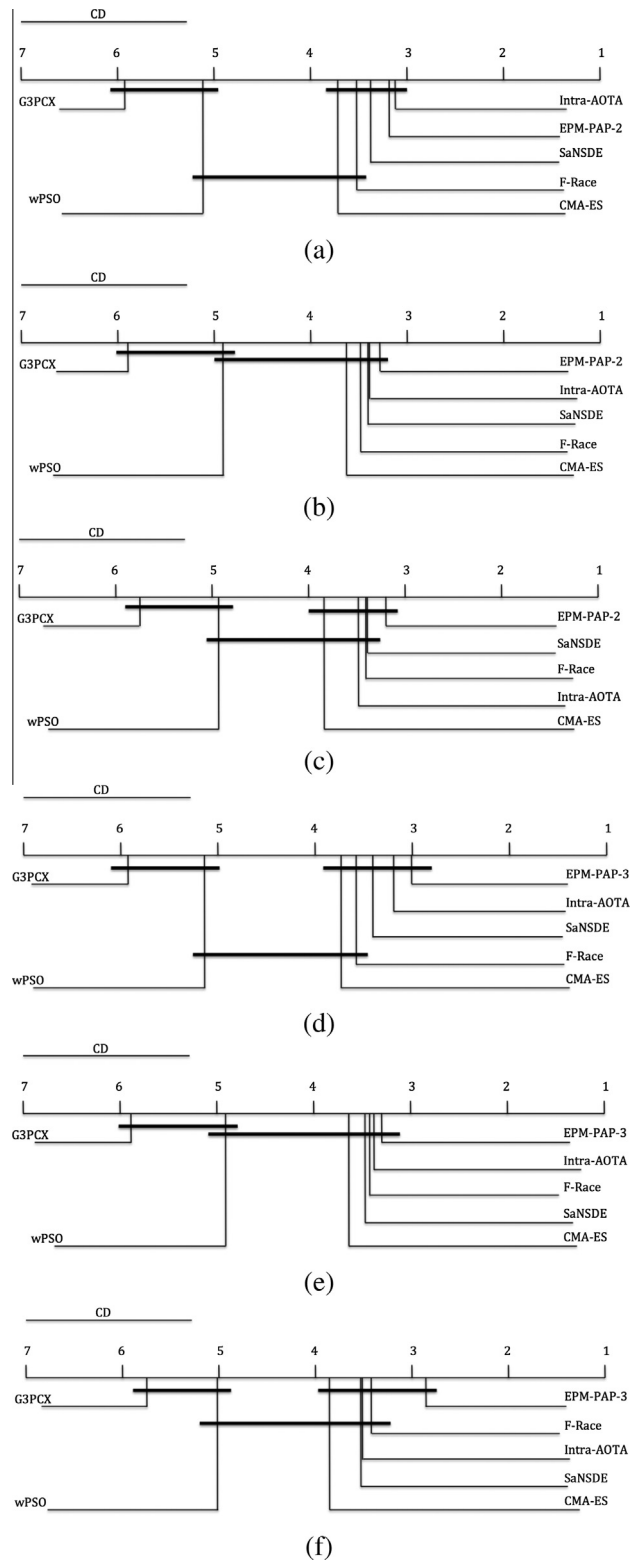 CD
7 6 5 4 3 2 1
G3PCX Intra-AOTA
EPM-PAP-2
SaNSDE
F-Race
wPSO CMA-ES
(a)
CD
7 6 5 4 3 2 1
G3PCX EPM-PAP-2
Intra-AOTA
SaNSDE
F-Race
wPSO CMA-ES
(b)
CD
7 6 5 4 3 2 1
G3PCX EPM-PAP-2
SaNSDE
F-Race
Intra-AOTA
wPSO CMA-ES
(c)
CD
7 6 5 4 3 2 1
G3PCX EPM-PAP-3
Intra-AOTA
SaNSDE
F-Race
wPSO CMA-ES
(d)
CD
7 6 5 4 3 2 1
G3PCX EPM-PAP-3
Intra-AOTA
F-Race
SaNSDE
wPSO CMA-ES
(e)
CD
7 6 5 4 3 2 1
G3PCX EPM-PAP-3
F-Race
Intra-AOTA
SaNSDE
wPSO CMA-ES
(f)